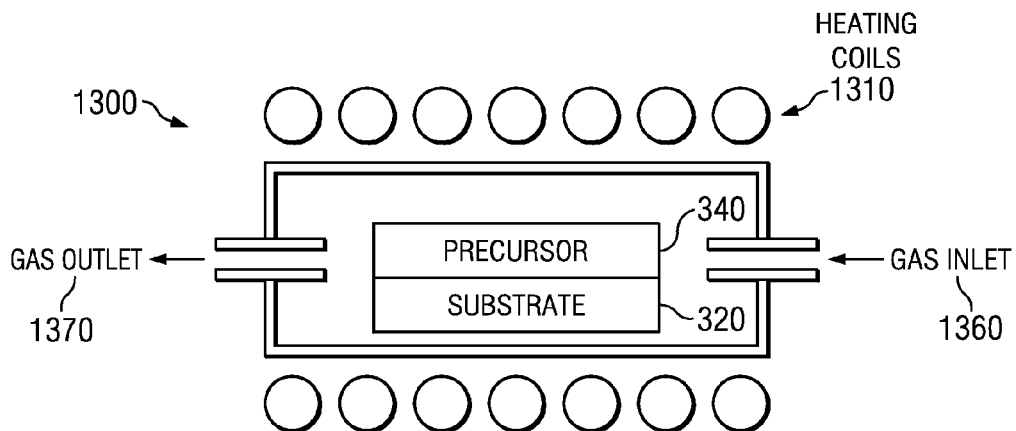 HEATING
COILS
1310
1300
340
PRECURSOR
GAS OUTLET
GAS INLET
SUBSTRATE
320
1370
1360